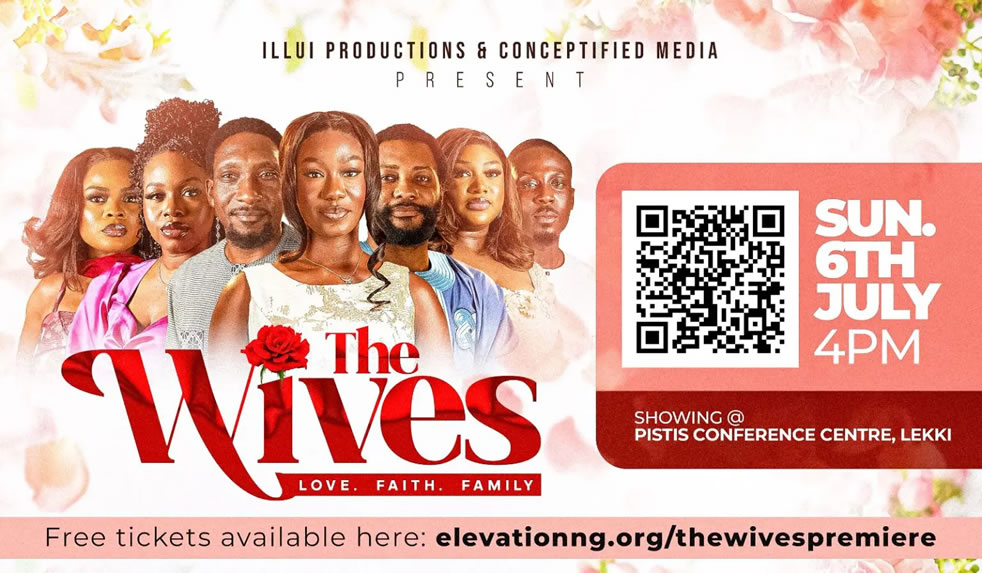 ILLUI PRODUCTIONS & CONCEPTIFIED MEDIA
PRESENT
The
Wives
LOVE. FAITH. FAMILY
SUN.
6TH
JULY
4PM
SHOWING @
PISTIS CONFERENCE CENTRE, LEKKI
Free tickets available here: elevationng.org/thewivespremiere